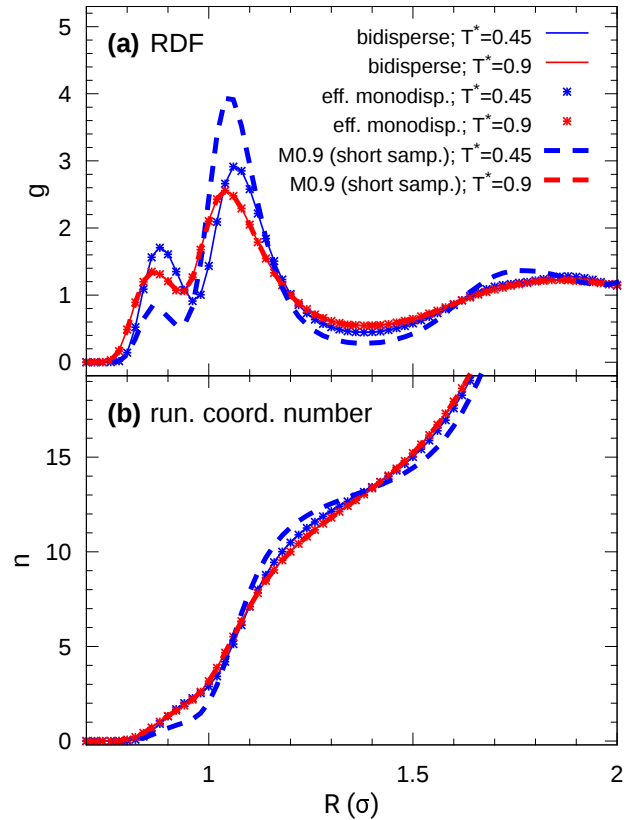 (a) RDF
bidisperse; T*=0.45
bidisperse; T*=0.9
eff. monodisp.; T*=0.45
eff. monodisp.; T*=0.9
M0.9 (short samp.); T*=0.45
M0.9 (short samp.); T*=0.9
5
4
3
2
1
0
g
(b) run. coord. number
15
10
5
0
n
1
1.5
2
R (σ)